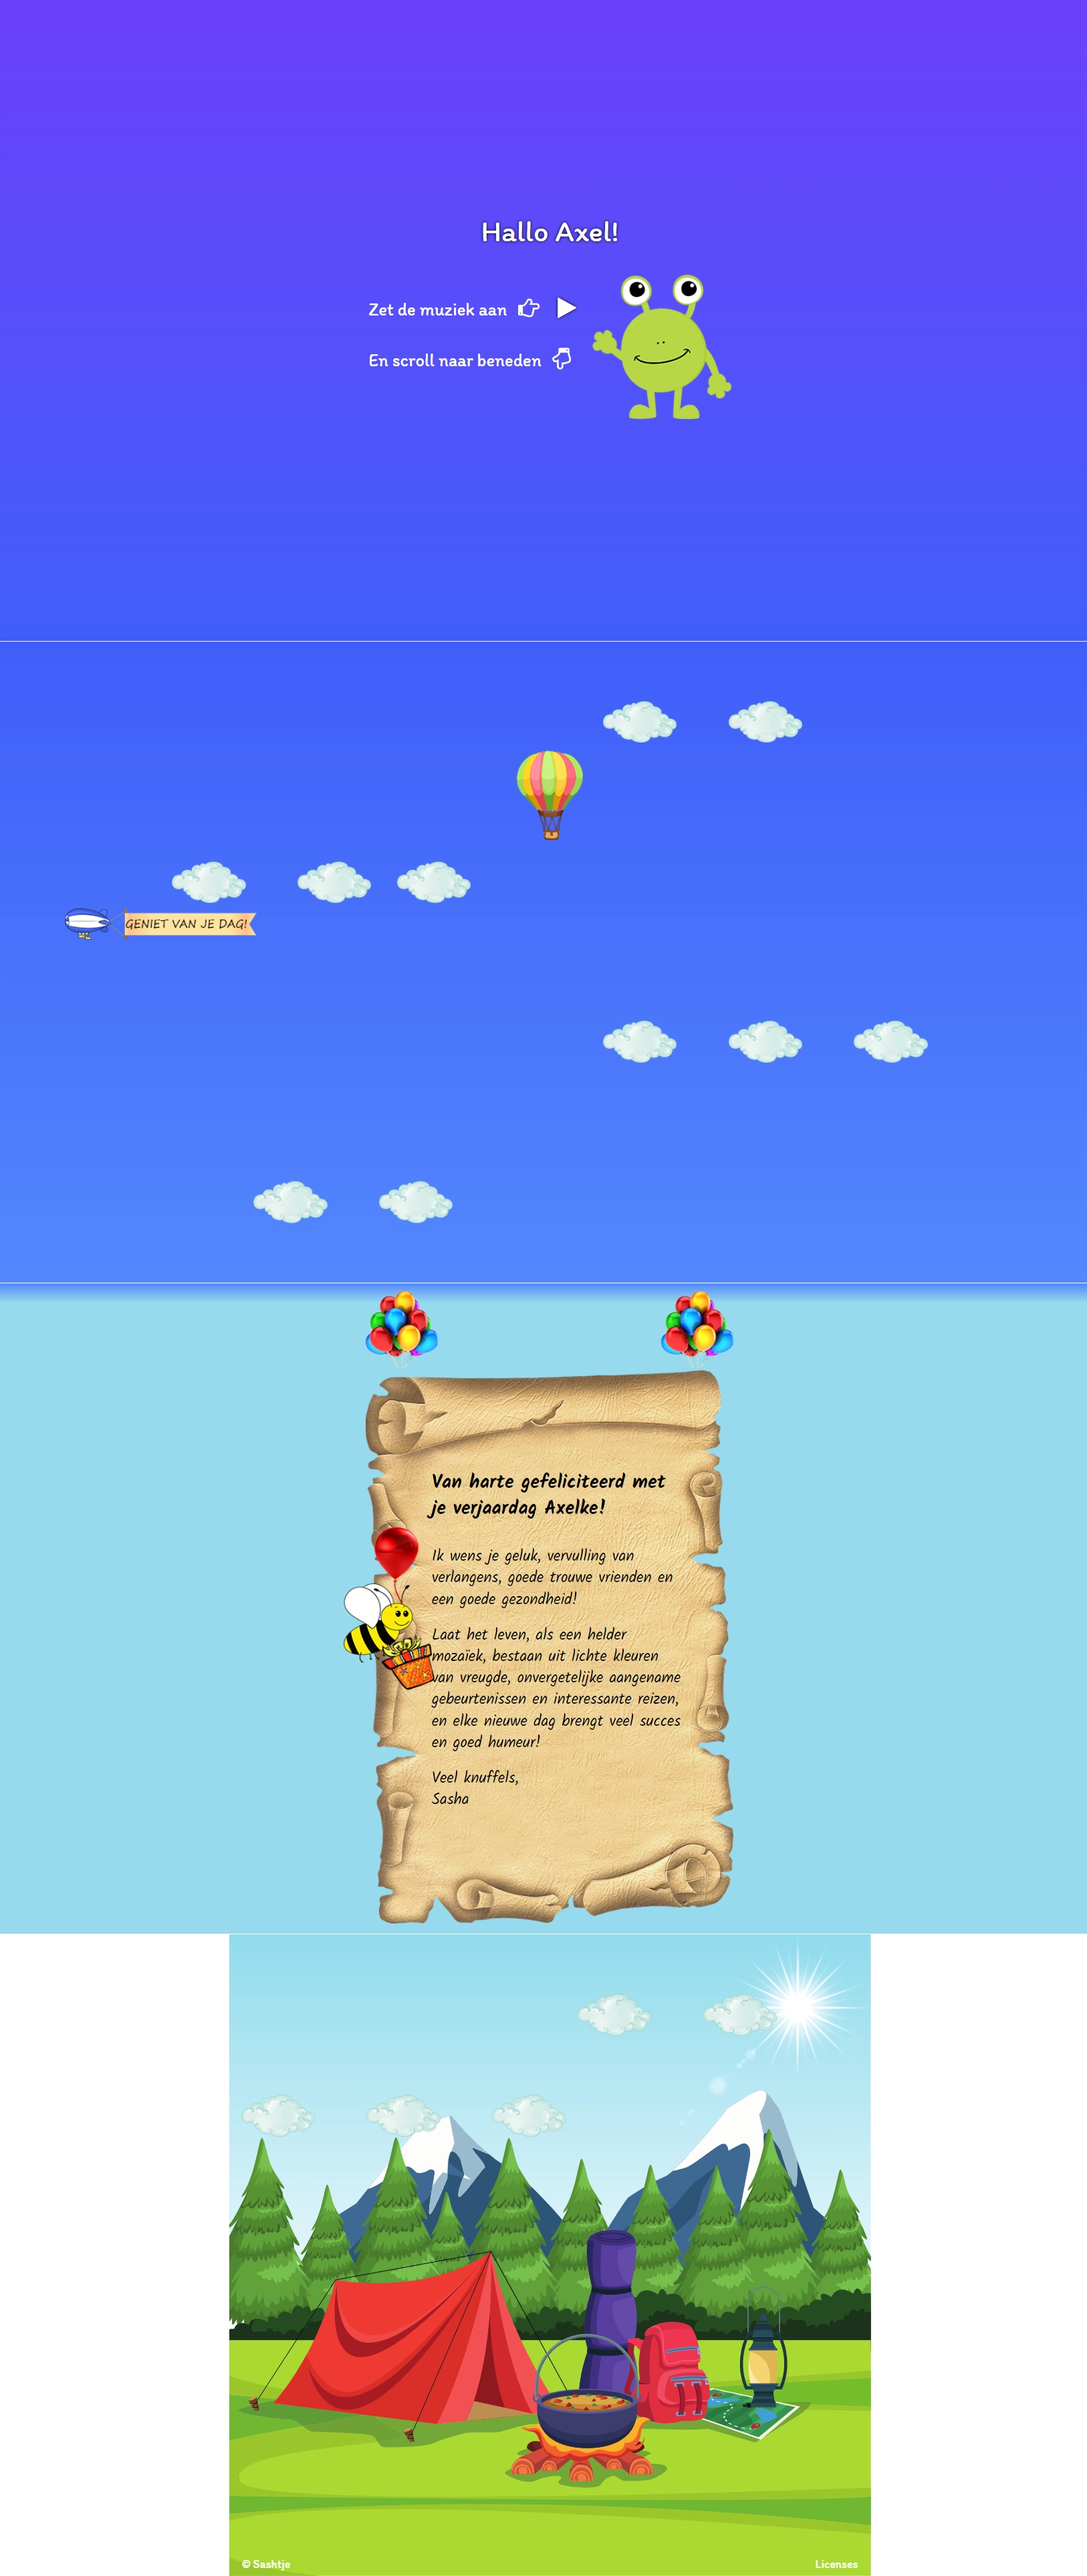 Hallo Axel!
Zet de muziek aan
En scroll naar beneden
GENIET VAN JE DAG!
Van harte gefeliciteerd met
je verjaardag Axelke!
Ik wens je geluk, vervulling van
verlangens, goede trouwe vrienden en
een goede gezondheid!
Laat het leven, als een helder
mozaïek, bestaan uit lichte kleuren
van vreugde, onvergetelijke aangename
gebeurtenissen en interessante reizen,
en elke nieuwe dag brengt veel succes
en goed humeur!
Veel knuffels,
Sasha
© Sashtje
Licenses